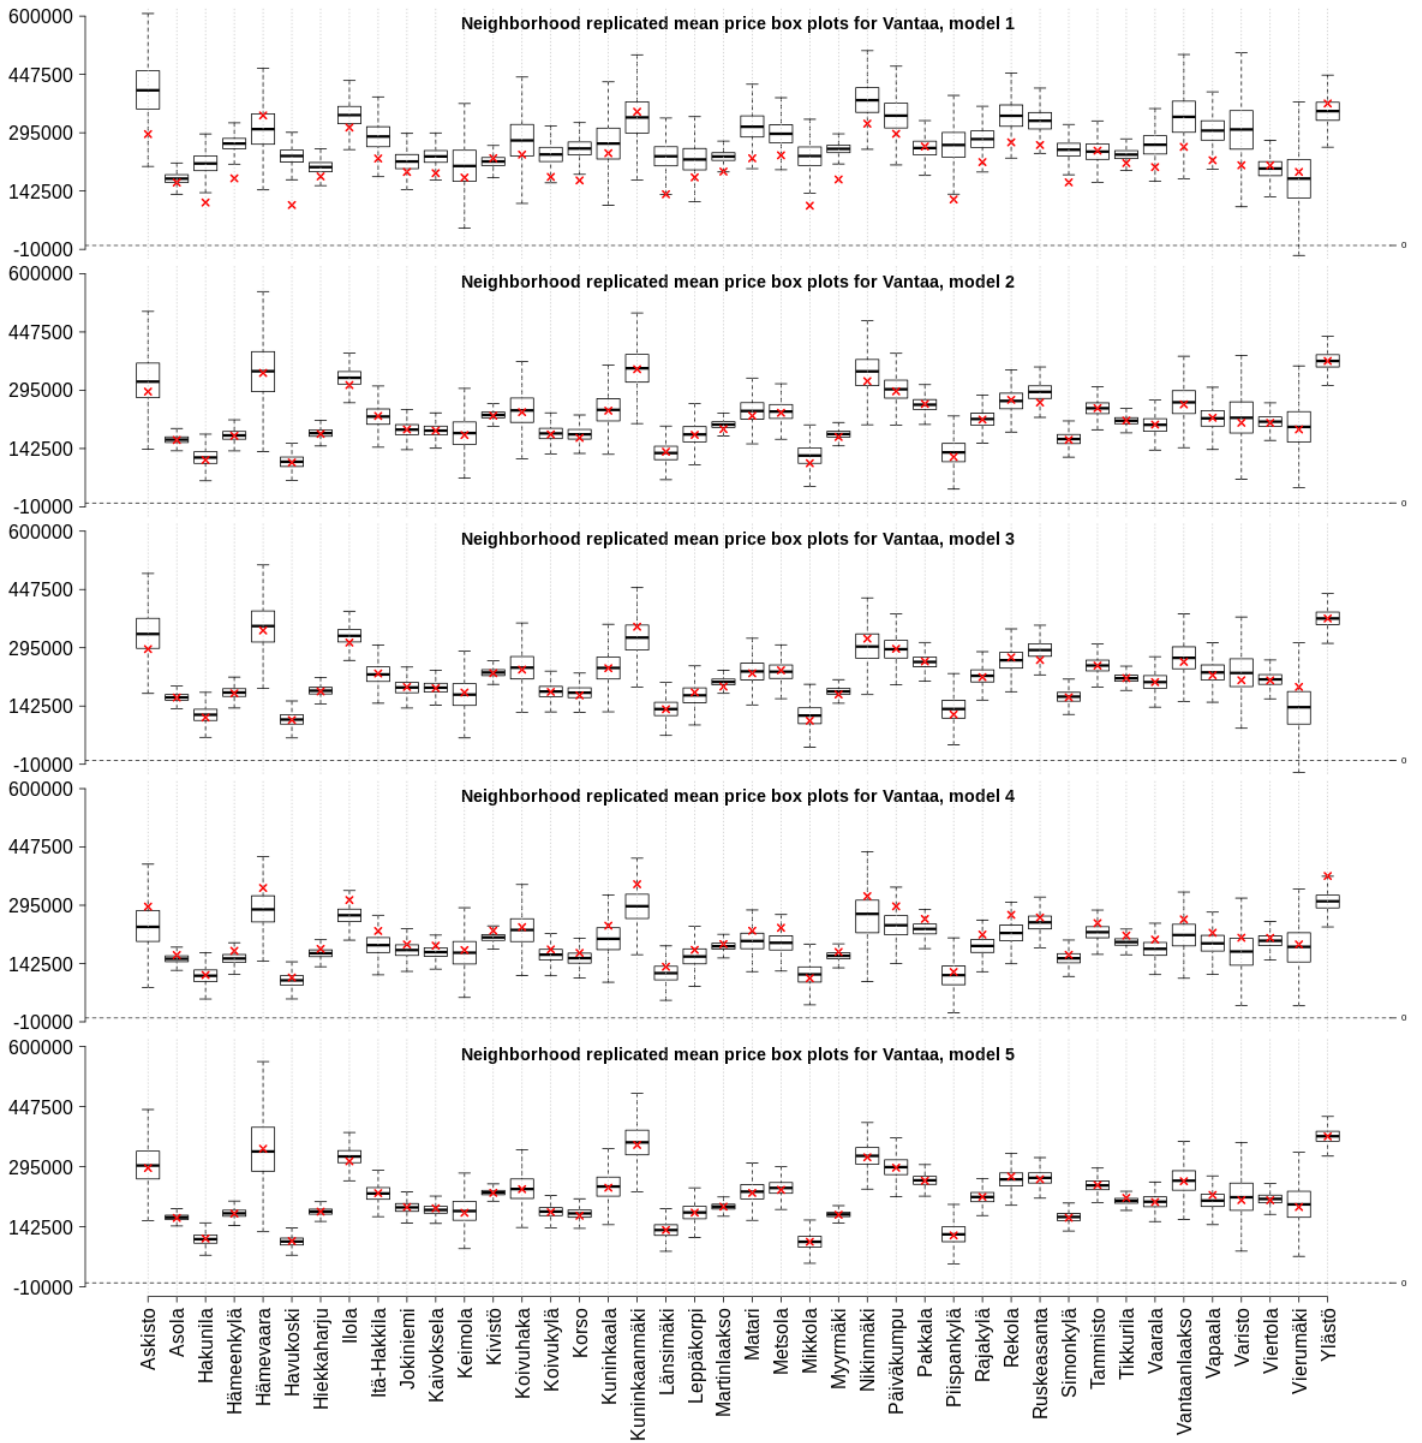 Neighborhood replicated mean price box plots for Vantaa, model 1
600000
447500
295000
142500
-10000
0
Neighborhood replicated mean price box plots for Vantaa, model 2
600000
447500
295000
142500
-10000
0
Neighborhood replicated mean price box plots for Vantaa, model 3
600000
447500
295000
142500
-10000
0
Neighborhood replicated mean price box plots for Vantaa, model 4
600000
447500
295000
142500
-10000
0
Neighborhood replicated mean price box plots for Vantaa, model 5
600000
447500
295000
142500
-10000
0
Askisto
Asola
Hakunila
Hämeenkylä
Hämevaara
Havukoski
Hiekkaharju
Ilola
Itä-Hakkila
Jokiniemi
Kaivoksela
Keimola
Kivistö
Koivuhaka
Koivukylä
Korso
Kuninkaala
Kuninkaanmäki
Länsimäki
Leppäkorpi
Martinlaakso
Matari
Metsola
Mikkola
Myyrmäki
Nikinmäki
Päiväkumpu
Pakkala
Piispankylä
Rajakylä
Rekola
Ruskeasanta
Simonkylä
Tammisto
Tikkurila
Vaarala
Vantaanlaakso
Vapaala
Varisto
Viertola
Vierumäki
Ylästö